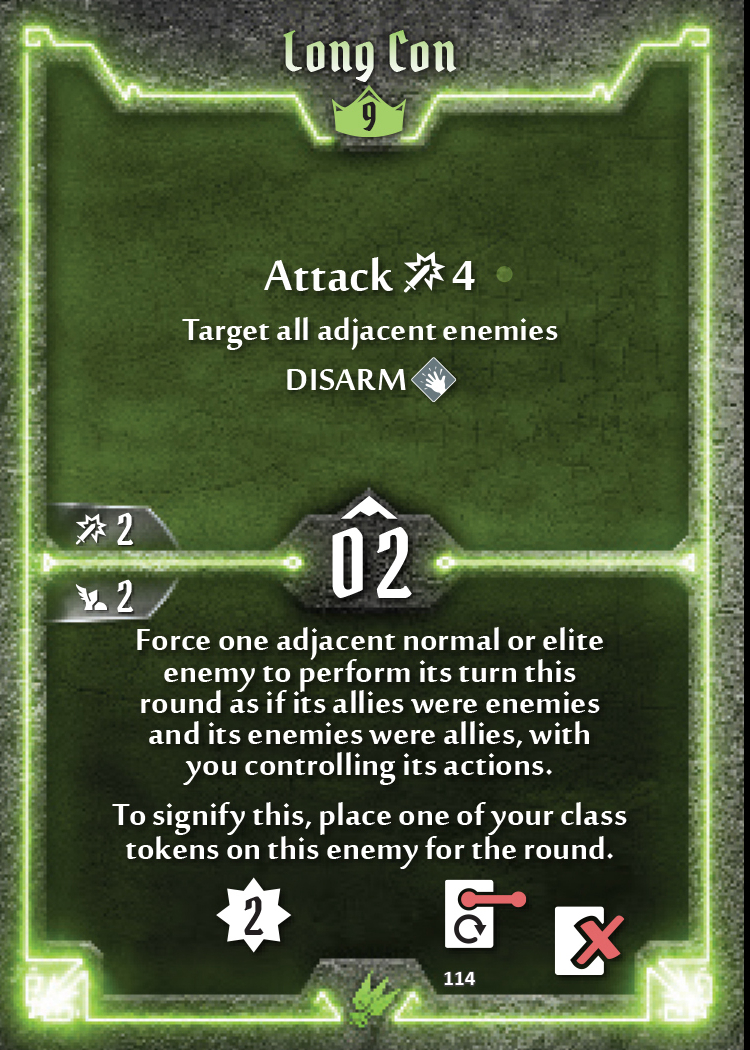 Long Con
9
Attack 4
Target all adjacent enemies
DISARM
2
02
2
Force one adjacent normal or elite
enemy to perform its turn this
round as if its allies were enemies
and its enemies were allies, with
you controlling its actions.
To signify this, place one of your class
tokens on this enemy for the round.
2
114